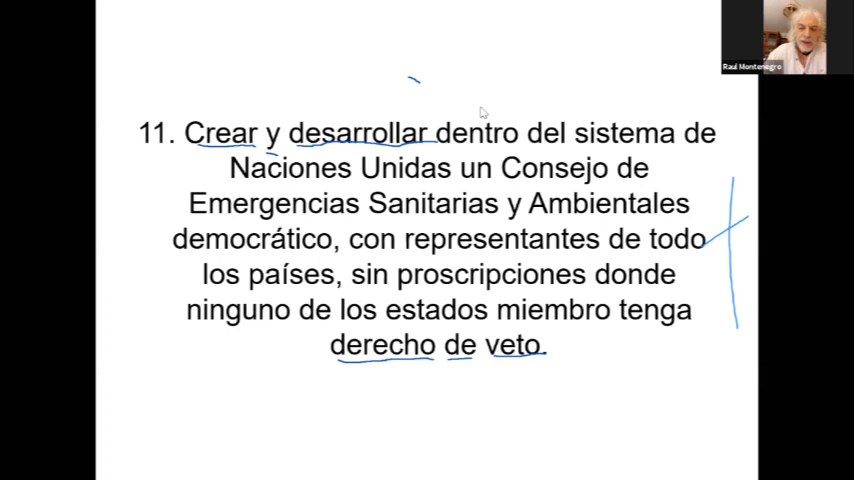 Raul Montenegro
11. Crear y desarrollar dentro del sistema de
Naciones Unidas un Consejo de
Emergencias Sanitarias y Ambientales
democrático, con representantes de todo
los países, sin proscripciones donde
ninguno de los estados miembro tenga
derecho de veto.